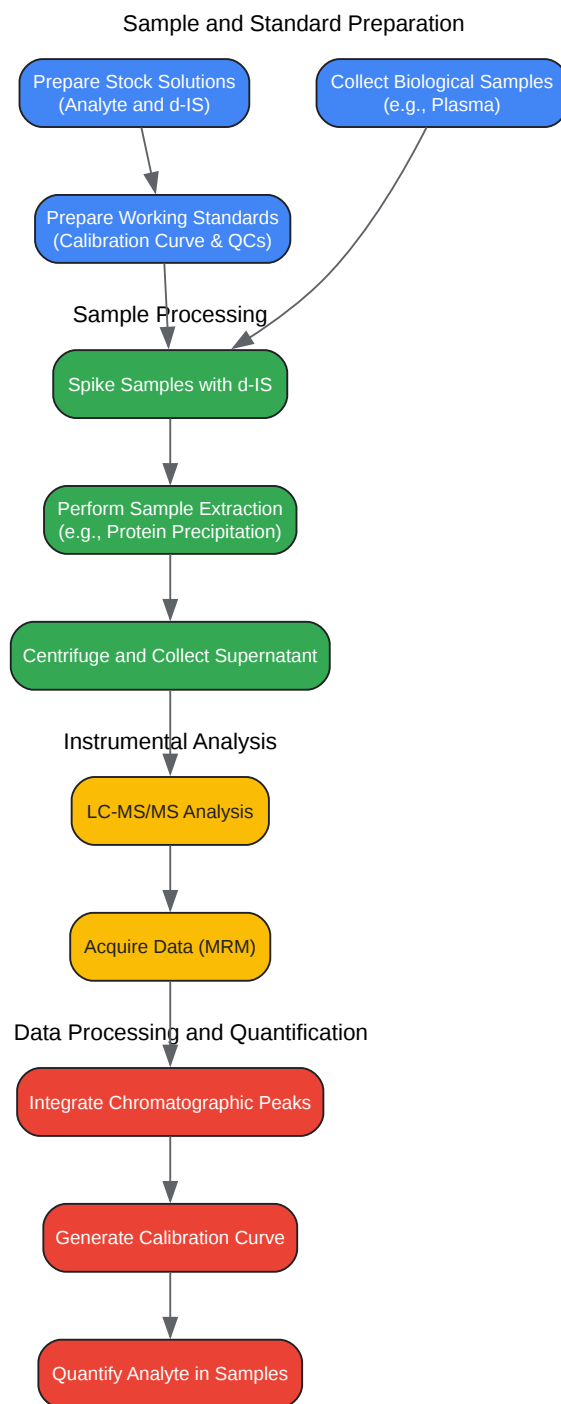 Sample and Standard Preparation
Prepare Stock Solutions
(Analyte and d-IS)
Collect Biological Samples
(e.g., Plasma)
Prepare Working Standards
(Calibration Curve & QCs)
Sample Processing
Spike Samples with d-IS
Perform Sample Extraction
(e.g., Protein Precipitation)
Centrifuge and Collect Supernatant
Instrumental Analysis
LC-MS/MS Analysis
Acquire Data (MRM)
Data Processing and Quantification
Integrate Chromatographic Peaks
Generate Calibration Curve
Quantify Analyte in Samples